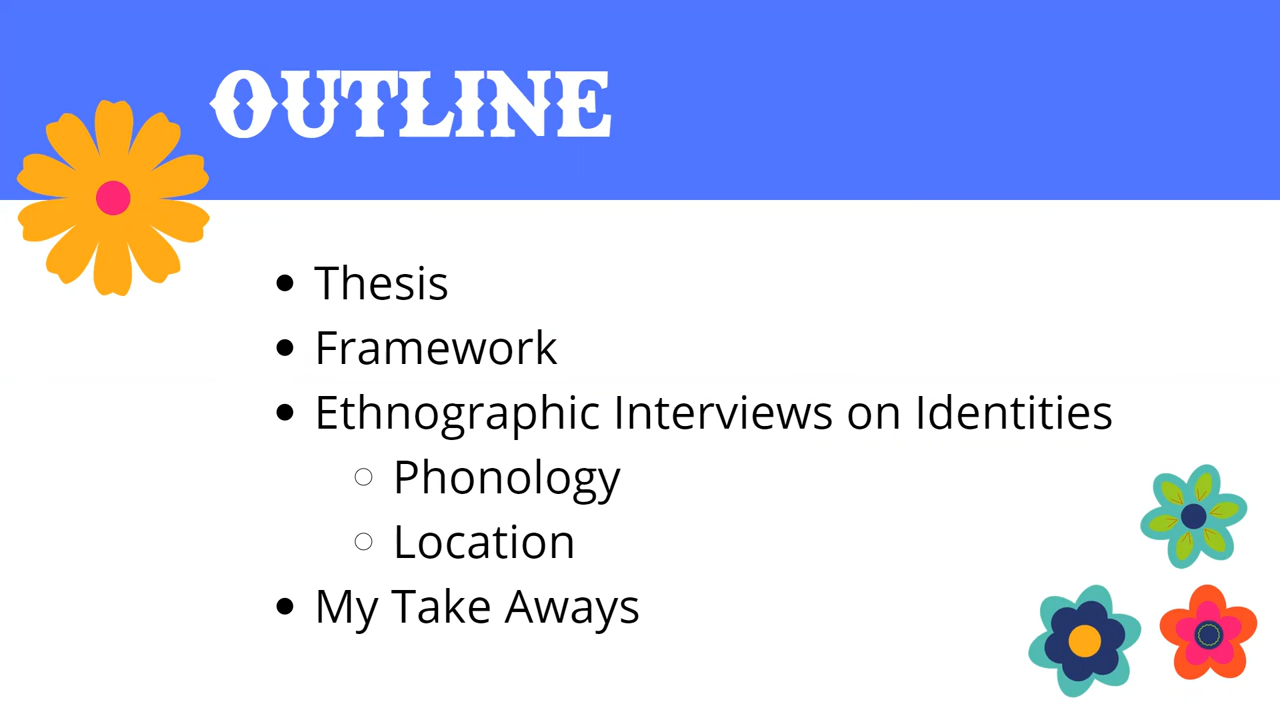 OUTLINE
Thesis
Framework
Ethnographic Interviews on Identities
Phonology
Location
My Take Aways